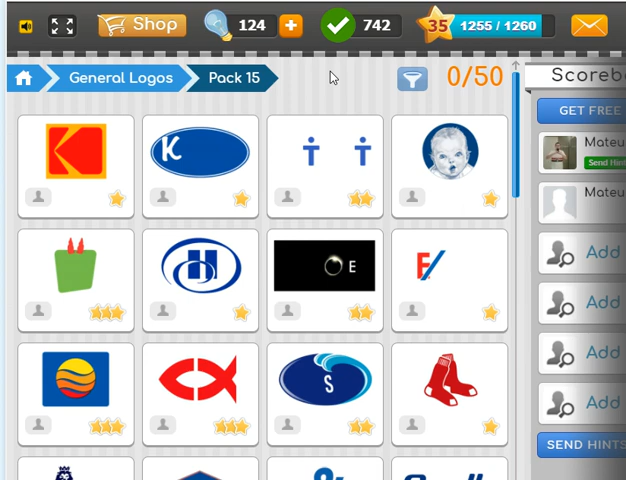 Shop 124 742 35 1255 / 1260
General Logos Pack 15 0/50 Scoreb
GET FREE
Mateu
Send Hint
Mateu
K
E
F/
Add
Add
S
Add
Add
SEND HINTS